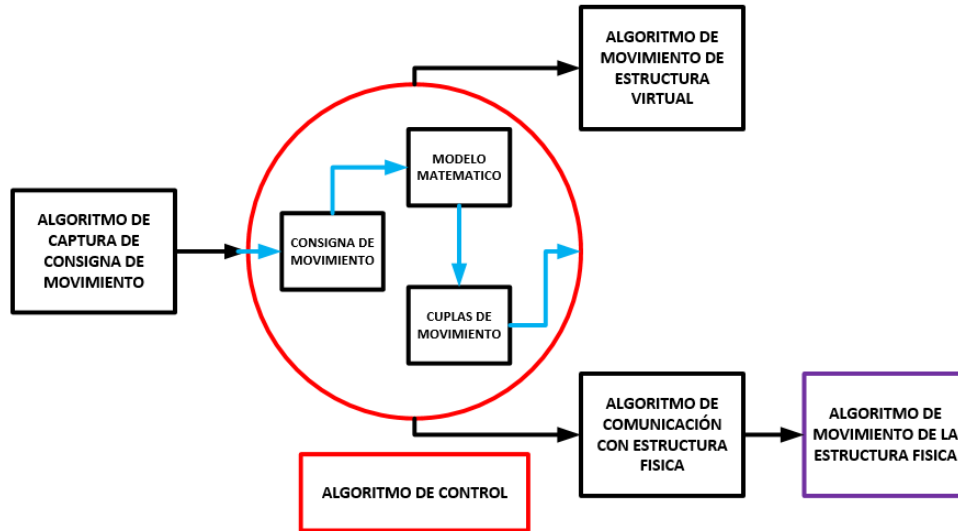 ALGORITMO DE
MOVIMIENTO DE
ESTRUCTURA
VIRTUAL
MODELO
MATEMATICO
ALGORITMO DE
CAPTURA DE
CONSIGNA DE
MOVIMIENTO
CONSIGNA DE
MOVIMIENTO
CUPLAS DE
MOVIMIENTO
ALGORITMO DE
COMUNICACIÓN
CON ESTRUCTURA
FISICA
ALGORITMO DE
MOVIMIENTO DE LA
ESTRUCTURA FISICA
ALGORITMO DE CONTROL